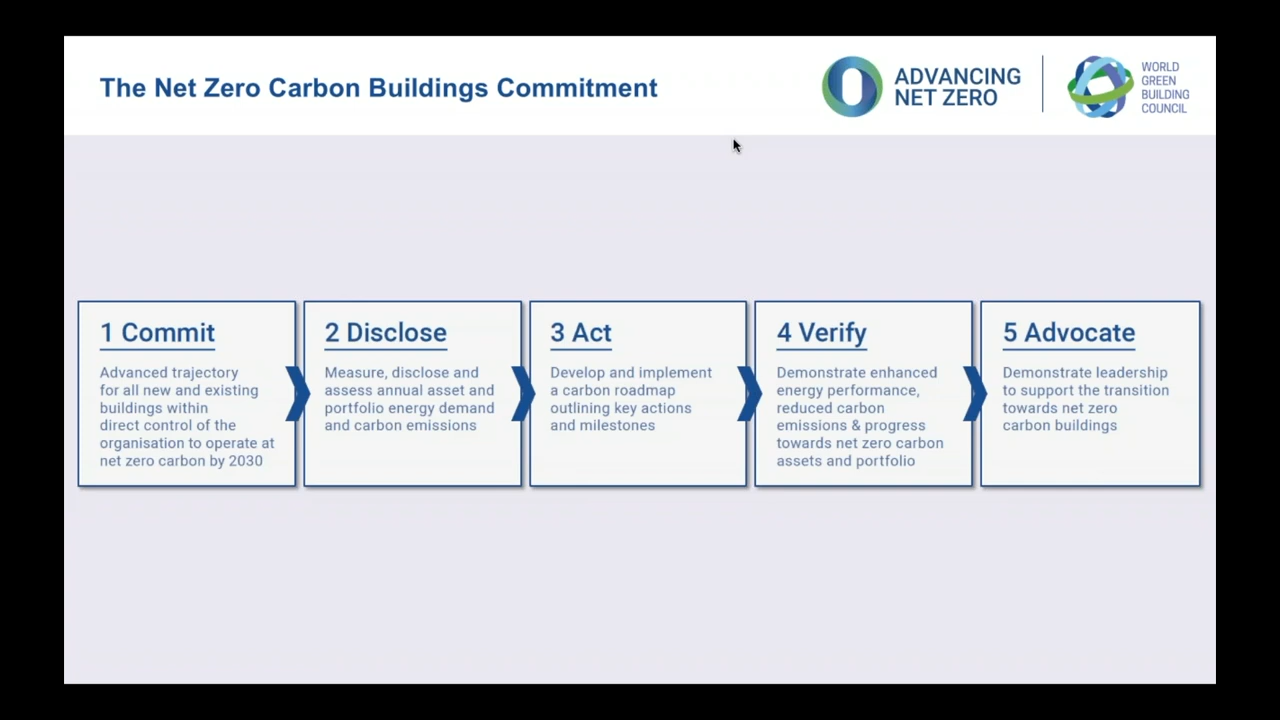 The Net Zero Carbon Buildings Commitment
ADVANCING
NET ZERO
WORLD
GREEN
BUILDING
COUNCIL
1 Commit
Advanced trajectory
for all new and existing
buildings within
direct control of the
organisation to operate at
net zero carbon by 2030
2 Disclose
Measure, disclose and
assess annual asset and
portfolio energy demand
and carbon emissions
3 Act
Develop and implement
a carbon roadmap
outlining key actions
and milestones
4 Verify
Demonstrate enhanced
energy performance,
reduced carbon
emissions & progress
towards net zero carbon
assets and portfolio
5 Advocate
Demonstrate leadership
to support the transition
towards net zero
carbon buildings